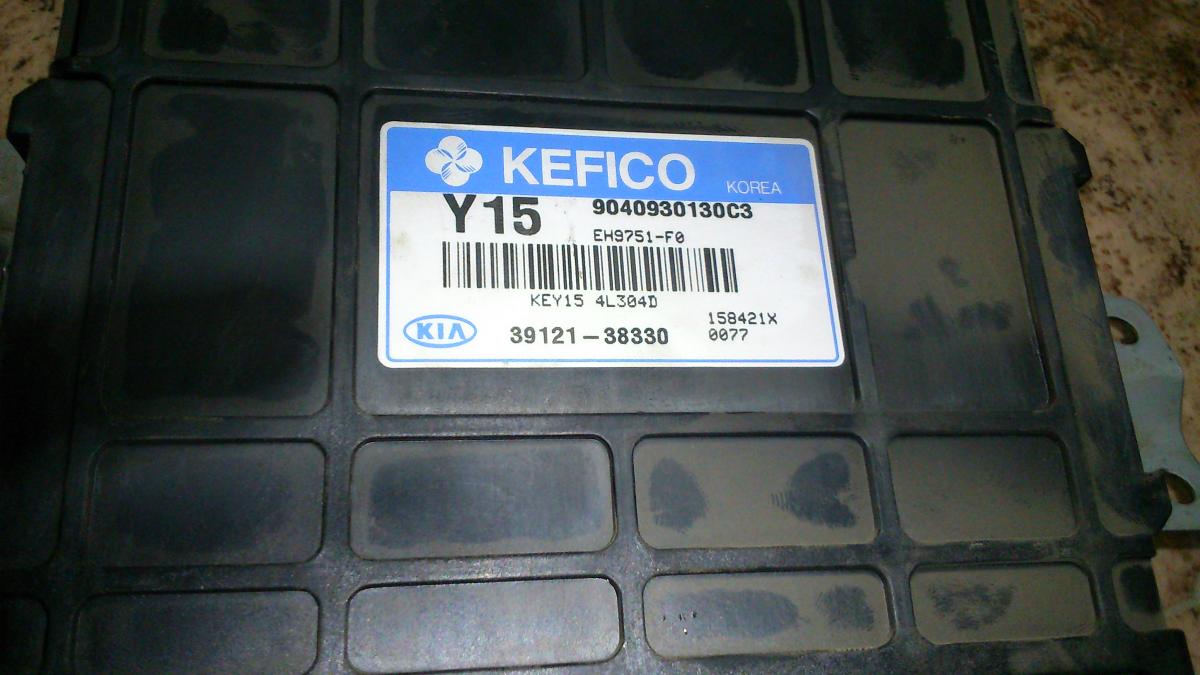 KEFICO KOREA
Y15 9040930130C3
EH9751-F0
KEY15 4L304D
KIA 39121-38330 158421X
0077